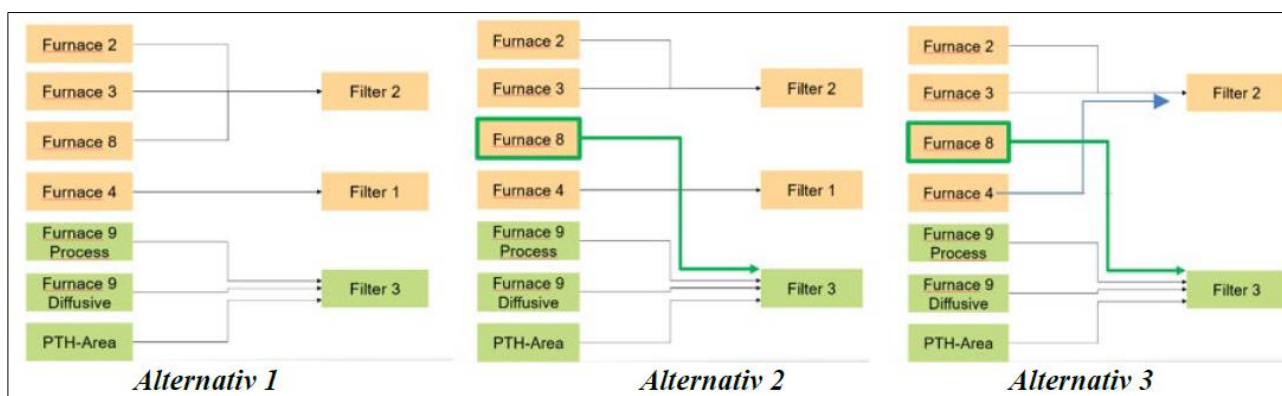 Furnace 2
Furnace 3
Filter 2
Furnace 8
Furnace 4
Filter 1
Furnace 9
Process
Furnace 9
Diffusive
Filter 3
PTH-Area
Alternativ 1
Furnace 2
Furnace 3
Filter 2
Furnace 8
Furnace 4
Filter 1
Furnace 9
Process
Furnace 9
Diffusive
Filter 3
PTH-Area
Alternativ 2
Furnace 2
Furnace 3
Filter 2
Furnace 8
Furnace 4
Furnace 9
Process
Furnace 9
Diffusive
Filter 3
PTH-Area
Alternativ 3